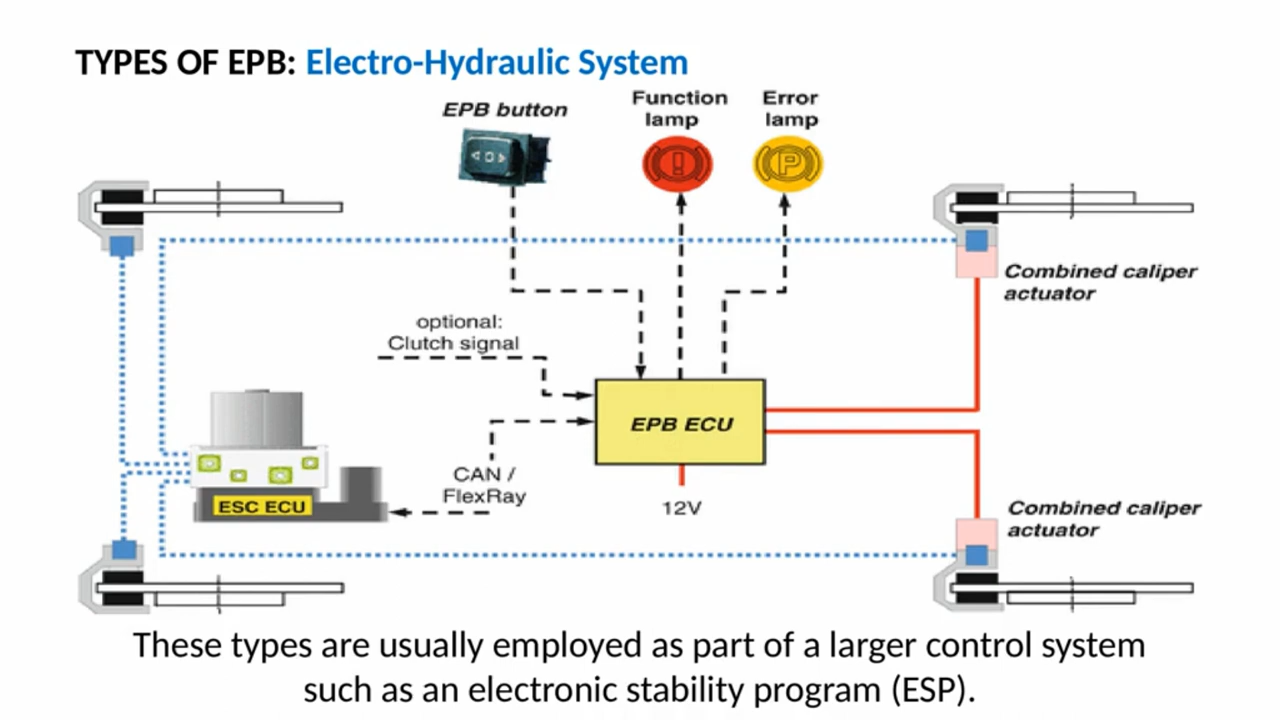 TYPES OF EPB: Electro-Hydraulic System
EPB button
Function
lamp
Error
lamp
P
Combined caliper
actuator
optional:
Clutch signal
EPB ECU
CAN /
FlexRay
ESC ECU
12V
Combined caliper
actuator
These types are usually employed as part of a larger control system
such as an electronic stability program (ESP).